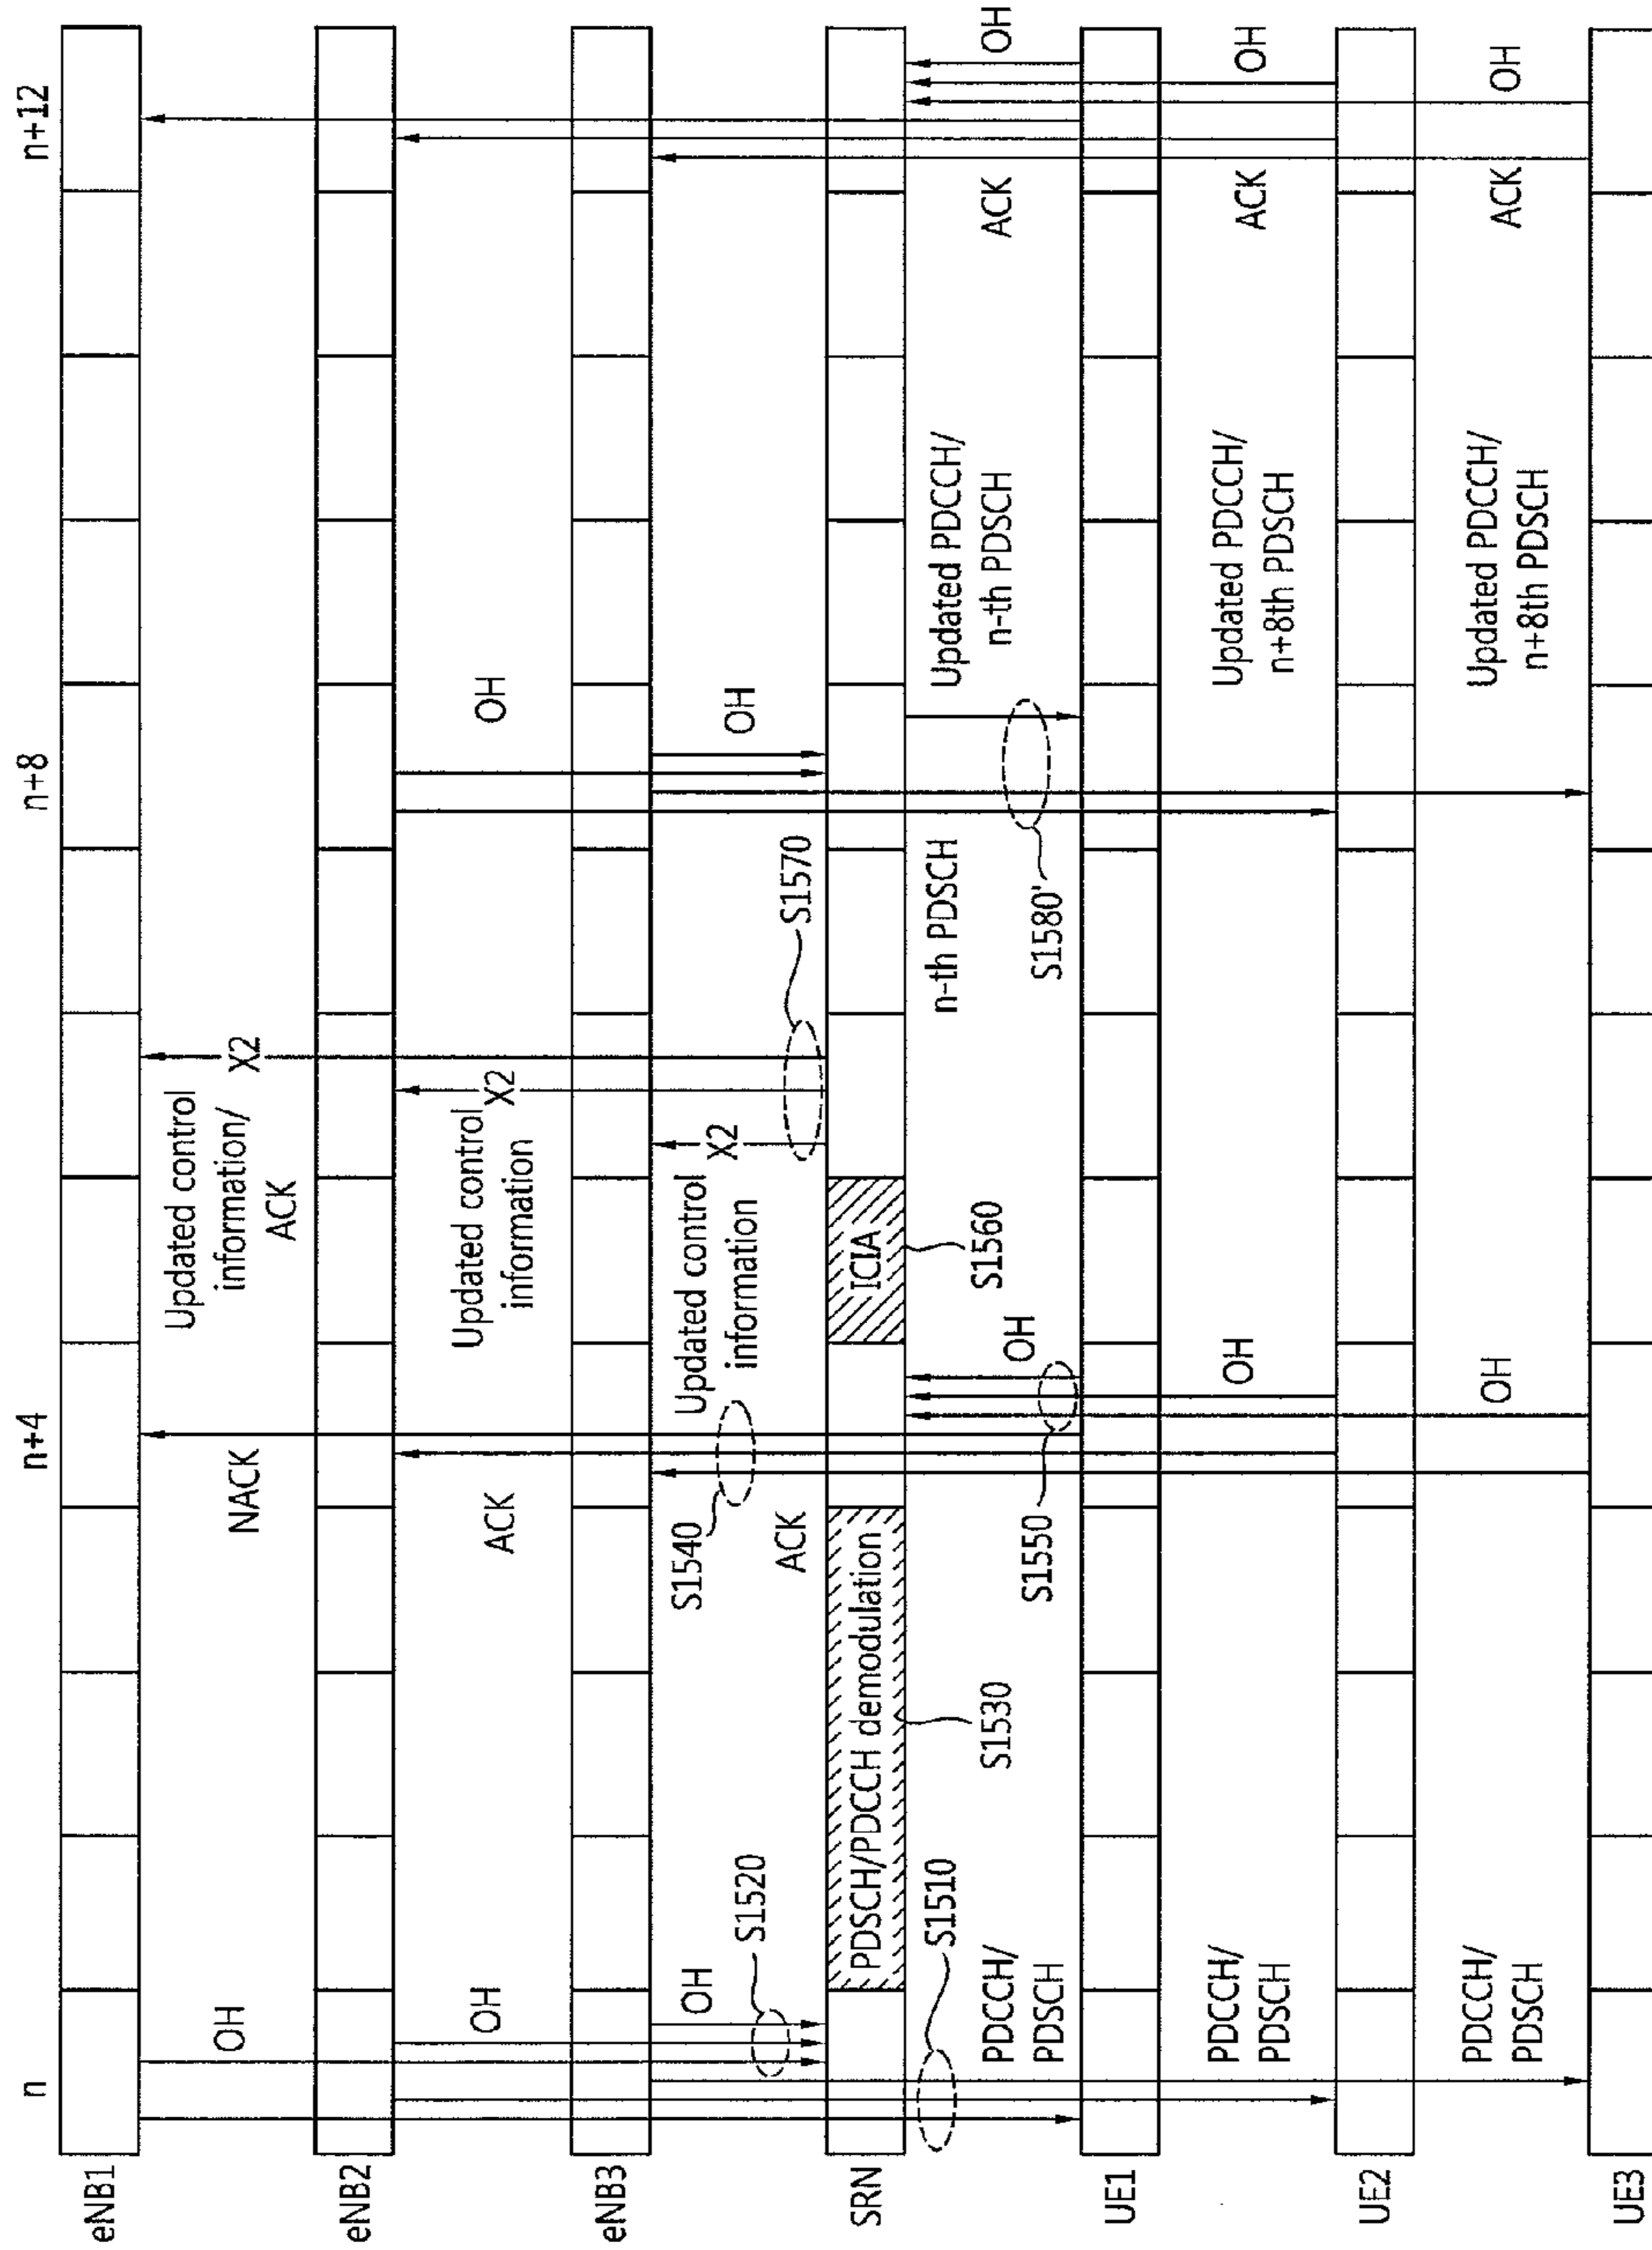 n
n+4
n+8
n+12
eNB1
OH
NACK
Updated control
information/
ACK
X2
eNB2
OH
ACK
Updated control
information
X2
OH
eNB3
OH
S1520
S1540
ACK
Updated control
information
X2
S1570
OH
SRN
PDSCH/PDCCH demodulation
ICIA
S1510
PDCCH/
PDSCH
S1530
S1550
OH
S1560
n-th PDSCH
S1580'
Updated PDCCH/
n-th PDSCH
ACK
OH
UE1
PDCCH/
PDSCH
OH
Updated PDCCH/
n+8th PDSCH
ACK
OH
UE2
PDCCH/
PDSCH
OH
Updated PDCCH/
n+8th PDSCH
ACK
OH
UE3